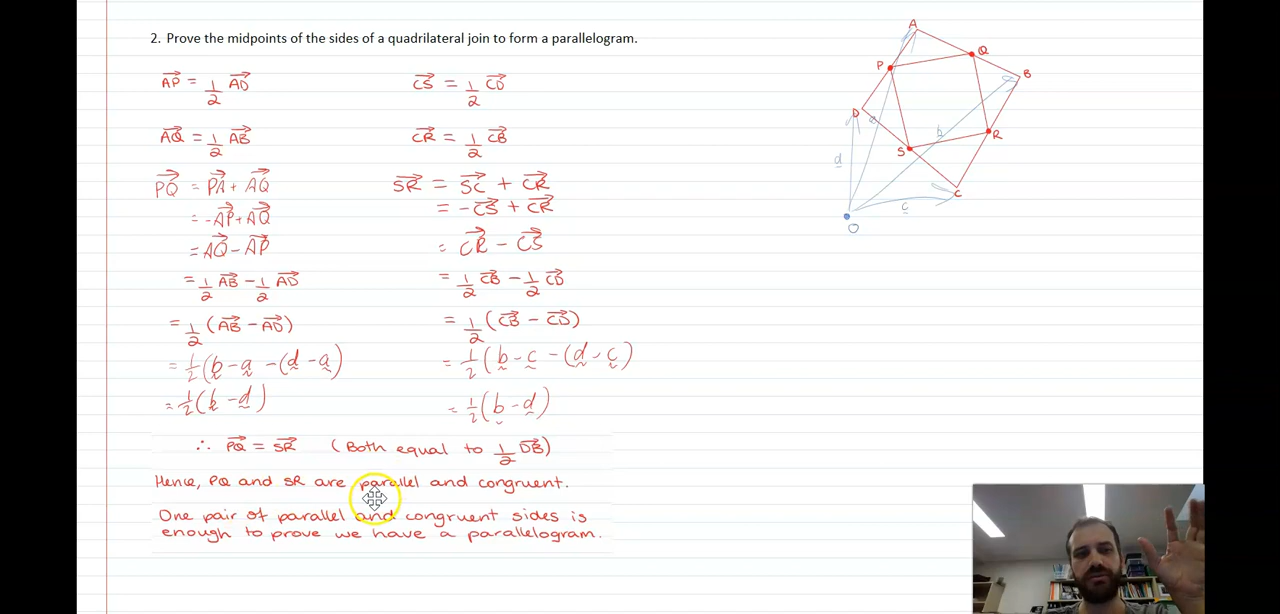 2. Prove the midpoints of the sides of a quadrilateral join to form a parallelogram.
AP→ = 1/2 AD→
AQ→ = 1/2 AB→
PQ→ = PA→ + AQ→
= -AP→ + AQ→
= AQ→ - AP→
= 1/2 AB→ - 1/2 AD→
= 1/2 (AB→ - AD→)
= 1/2 (b - a - (d - a)
= 1/2 (b - d)
CS→ = 1/2 CD→
CR→ = 1/2 CB→
SR→ = SC→ + CR→
= -CS→ + CR→
= CR→ - CS→
= 1/2 CB→ - 1/2 CD→
= 1/2 (CB→ - CD→)
= 1/2 (b - c - (d - c)
= 1/2 (b - d)
∴ PQ→ = SR→ (Both equal to 1/2 DB→)
Hence, PQ and SR are parallel and congruent.
One pair of parallel and congruent sides is
enough to prove we have a parallelogram.
A
Q
B
P
D
a
R
S
b
d
C
c
O